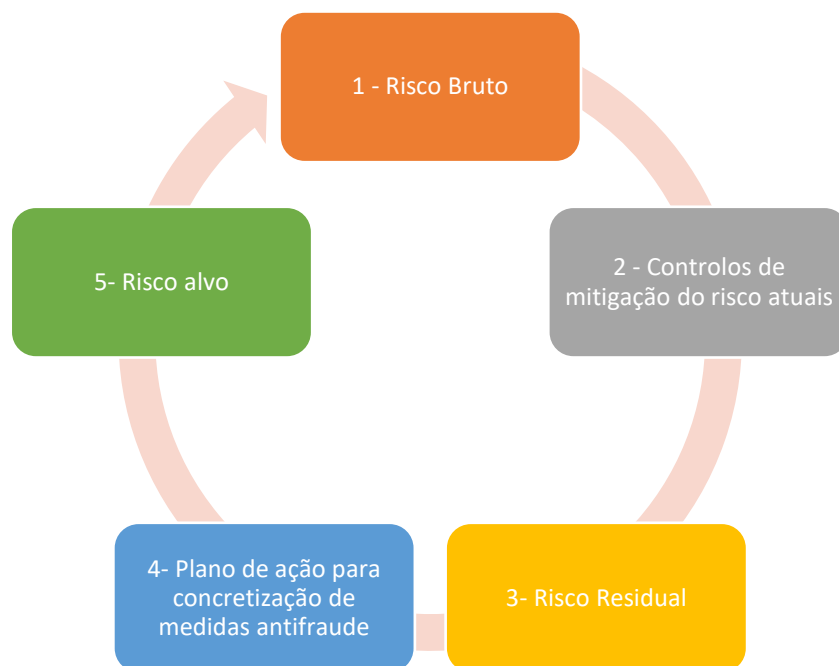 1 - Risco Bruto
2 - Controlos de
mitigação do risco atuais
3- Risco Residual
4- Plano de ação para
concretização de
medidas antifraude
5- Risco alvo